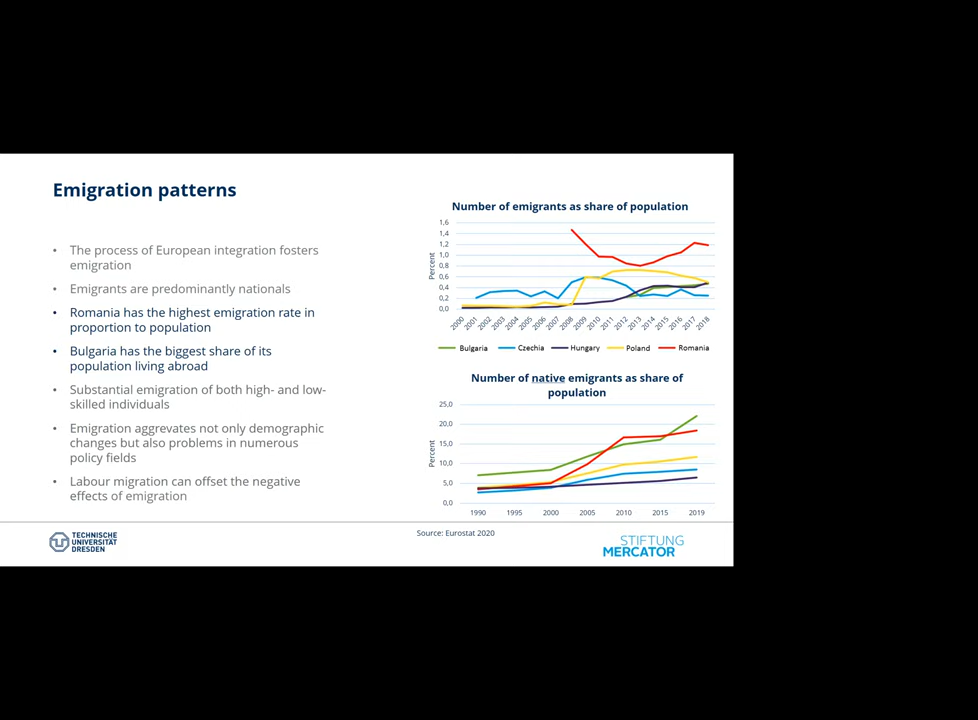 Emigration patterns
• The process of European integration fosters
emigration
• Emigrants are predominantly nationals
• Romania has the highest emigration rate in
proportion to population
• Bulgaria has the biggest share of its
population living abroad
• Substantial emigration of both high- and low-
skilled individuals
• Emigration aggrevates not only demographic
changes but also problems in numerous
policy fields
• Labour migration can offset the negative
effects of emigration
Number of emigrants as share of population
Percent
1,6
1,4
1,2
1,0
0,8
0,6
0,4
0,2
0,0
2000 2001 2002 2003 2004 2005 2006 2007 2008 2009 2010 2011 2012 2013 2014 2015 2016 2017 2018
Bulgaria Czechia Hungary Poland Romania
Number of native emigrants as share of
population
Percent
25,0
20,0
15,0
10,0
5,0
0,0
1990 1995 2000 2005 2010 2015 2019
Source: Eurostat 2020
TECHNISCHE
UNIVERSITÄT
DRESDEN
STIFTUNG
MERCATOR